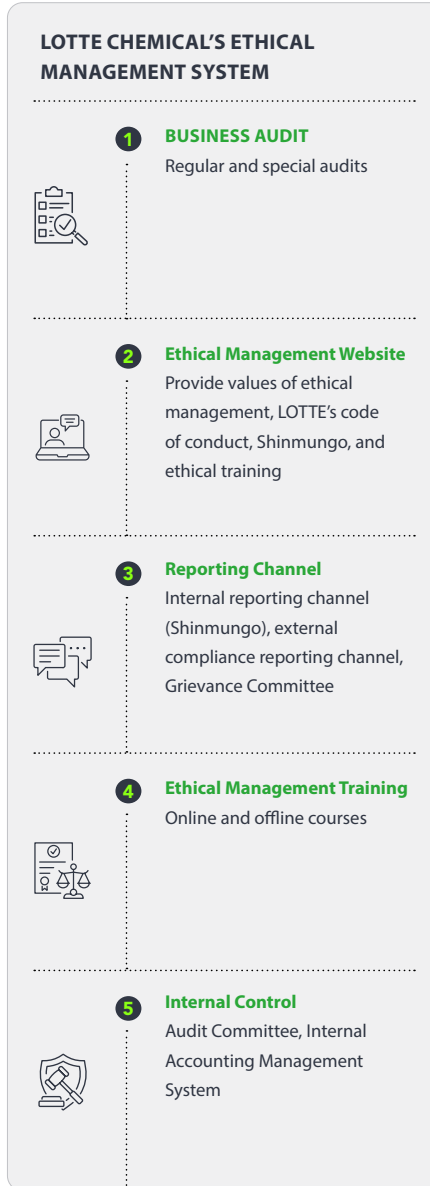 LOTTE CHEMICAL'S ETHICAL
MANAGEMENT SYSTEM
1
BUSINESS AUDIT
Regular and special audits
2
Ethical Management Website
Provide values of ethical
management, LOTTE's code
of conduct, Shinmungo, and
ethical training
3
Reporting Channel
Internal reporting channel
(Shinmungo), external
compliance reporting channel,
Grievance Committee
4
Ethical Management Training
Online and offline courses
5
Internal Control
Audit Committee, Internal
Accounting Management
System